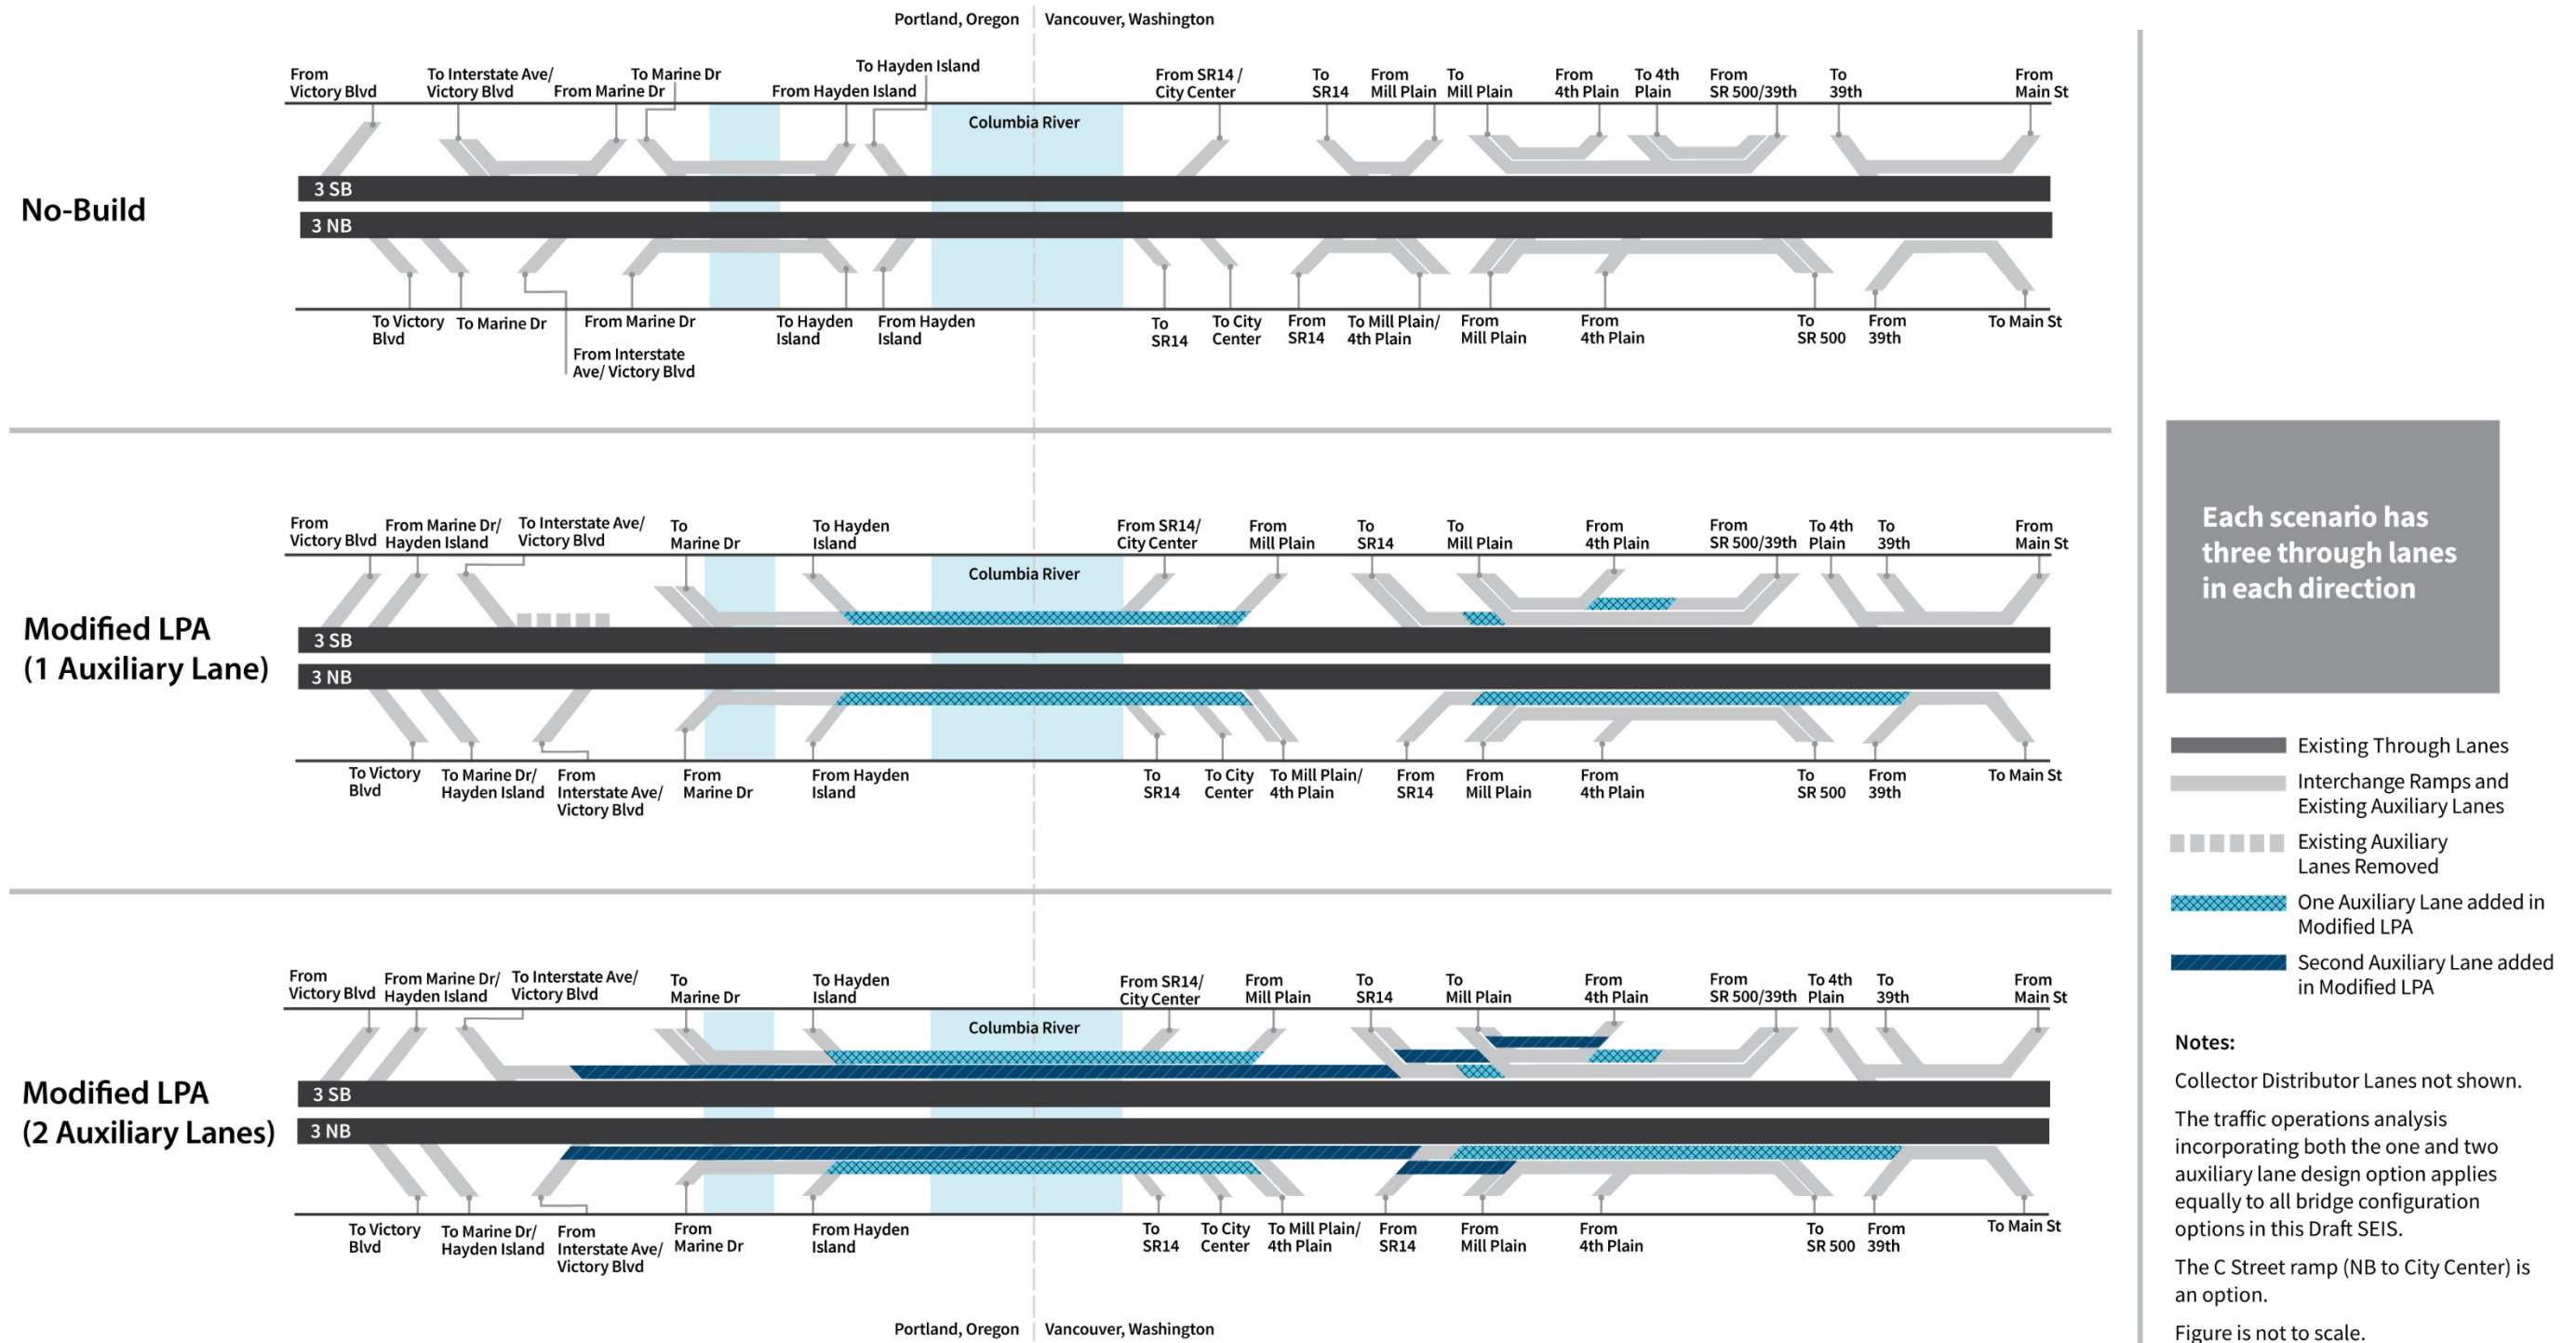 Portland, Oregon
Vancouver, Washington
No-Build
From
Victory Blvd
To Interstate Ave/
Victory Blvd
From Marine Dr
To Marine Dr
From Hayden Island
To Hayden Island
Columbia River
From SR14 /
City Center
To
SR14
From
Mill Plain
To
Mill Plain
From
4th Plain
To 4th
Plain
From
SR 500/39th
To
39th
From
Main St
3 SB
3 NB
To Victory
Blvd
To Marine Dr
From Interstate
Ave/ Victory Blvd
From Marine Dr
To Hayden
Island
From Hayden
Island
To
SR14
To City
Center
From
SR14
To Mill Plain/
4th Plain
From
Mill Plain
From
4th Plain
To
SR 500
From
39th
To Main St
Modified LPA
(1 Auxiliary Lane)
From
Victory Blvd
From Marine Dr/
Hayden Island
To Interstate Ave/
Victory Blvd
To
Marine Dr
To Hayden
Island
Columbia River
From SR14/
City Center
From
Mill Plain
To
SR14
To
Mill Plain
From
4th Plain
From
SR 500/39th
To 4th
Plain
To
39th
From
Main St
3 SB
3 NB
To Victory
Blvd
To Marine Dr/
Hayden Island
From
Interstate Ave/
Victory Blvd
From
Marine Dr
From Hayden
Island
To
SR14
To City
Center
To Mill Plain/
4th Plain
From
SR14
From
Mill Plain
From
4th Plain
To
SR 500
From
39th
To Main St
Modified LPA
(2 Auxiliary Lanes)
From
Victory Blvd
From Marine Dr/
Hayden Island
To Interstate Ave/
Victory Blvd
To
Marine Dr
To Hayden
Island
Columbia River
From SR14/
City Center
From
Mill Plain
To
SR14
To
Mill Plain
From
4th Plain
From
SR 500/39th
To 4th
Plain
To
39th
From
Main St
3 SB
3 NB
To Victory
Blvd
To Marine Dr/
Hayden Island
From
Interstate Ave/
Victory Blvd
From
Marine Dr
From Hayden
Island
To
SR14
To City
Center
To Mill Plain/
4th Plain
From
SR14
From
Mill Plain
From
4th Plain
To
SR 500
From
39th
To Main St
Portland, Oregon
Vancouver, Washington
Each scenario has
three through lanes
in each direction
Existing Through Lanes
Interchange Ramps and
Existing Auxiliary Lanes
Existing Auxiliary
Lanes Removed
One Auxiliary Lane added in
Modified LPA
Second Auxiliary Lane added
in Modified LPA
Notes:
Collector Distributor Lanes not shown.
The traffic operations analysis
incorporating both the one and two
auxiliary lane design option applies
equally to all bridge configuration
options in this Draft SEIS.
The C Street ramp (NB to City Center) is
an option.
Figure is not to scale.